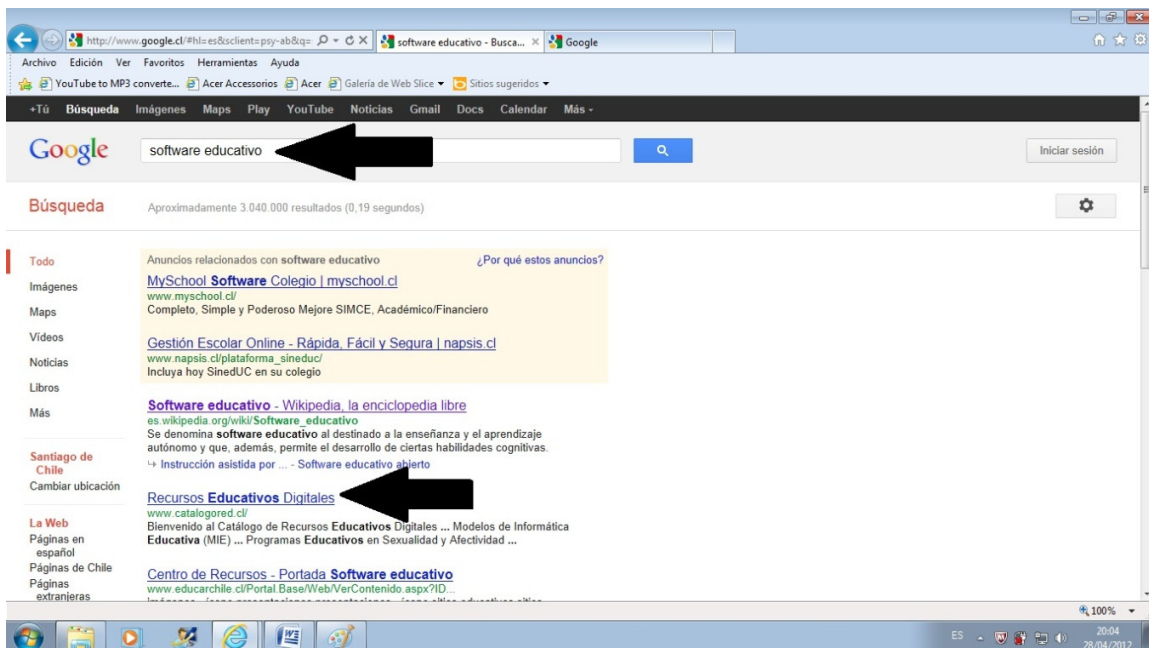 http://www.google.cl/#hl=es&sclient=psy-ab&q=
software educativo - Busca...
Google
Archivo Edición Ver Favoritos Herramientas Ayuda
YouTube to MP3 converte... Acer Accessorios Acer Galería de Web Slice Sitios sugeridos
+Tú Búsqueda Imágenes Maps Play YouTube Noticias Gmail Docs Calendar Más
Google
software educativo
Iniciar sesión
Búsqueda
Aproximadamente 3.040.000 resultados (0,19 segundos)
Todo
Imágenes
Maps
Vídeos
Noticias
Libros
Más
Santiago de
Chile
Cambiar ubicación
La Web
Páginas en
español
Páginas de Chile
Páginas
extranjeras
Anuncios relacionados con software educativo ¿Por qué estos anuncios?
MySchool Software Colegio | myschool.cl
www.myschool.cl/
Completo, Simple y Poderoso Mejore SIMCE, Académico/Financiero
Gestión Escolar Online - Rápida, Fácil y Segura | napsis.cl
www.napsis.cl/plataforma_sineduc/
Incluya hoy SinedUC en su colegio
Software educativo - Wikipedia, la enciclopedia libre
es.wikipedia.org/wiki/Software_educativo
Se denomina software educativo al destinado a la enseñanza y el aprendizaje
autónomo y que, además, permite el desarrollo de ciertas habilidades cognitivas.
Instrucción asistida por ... - Software educativo abierto
Recursos Educativos Digitales
www.catalogored.cl/
Bienvenido al Catálogo de Recursos Educativos Digitales ... Modelos de Informática
Educativa (MIE) ... Programas Educativos en Sexualidad y Afectividad ...
Centro de Recursos - Portada Software educativo
www.educarchile.cl/Portal.Base/Web/VerContenido.aspx?ID...
100%
ES
20:04
28/04/2012